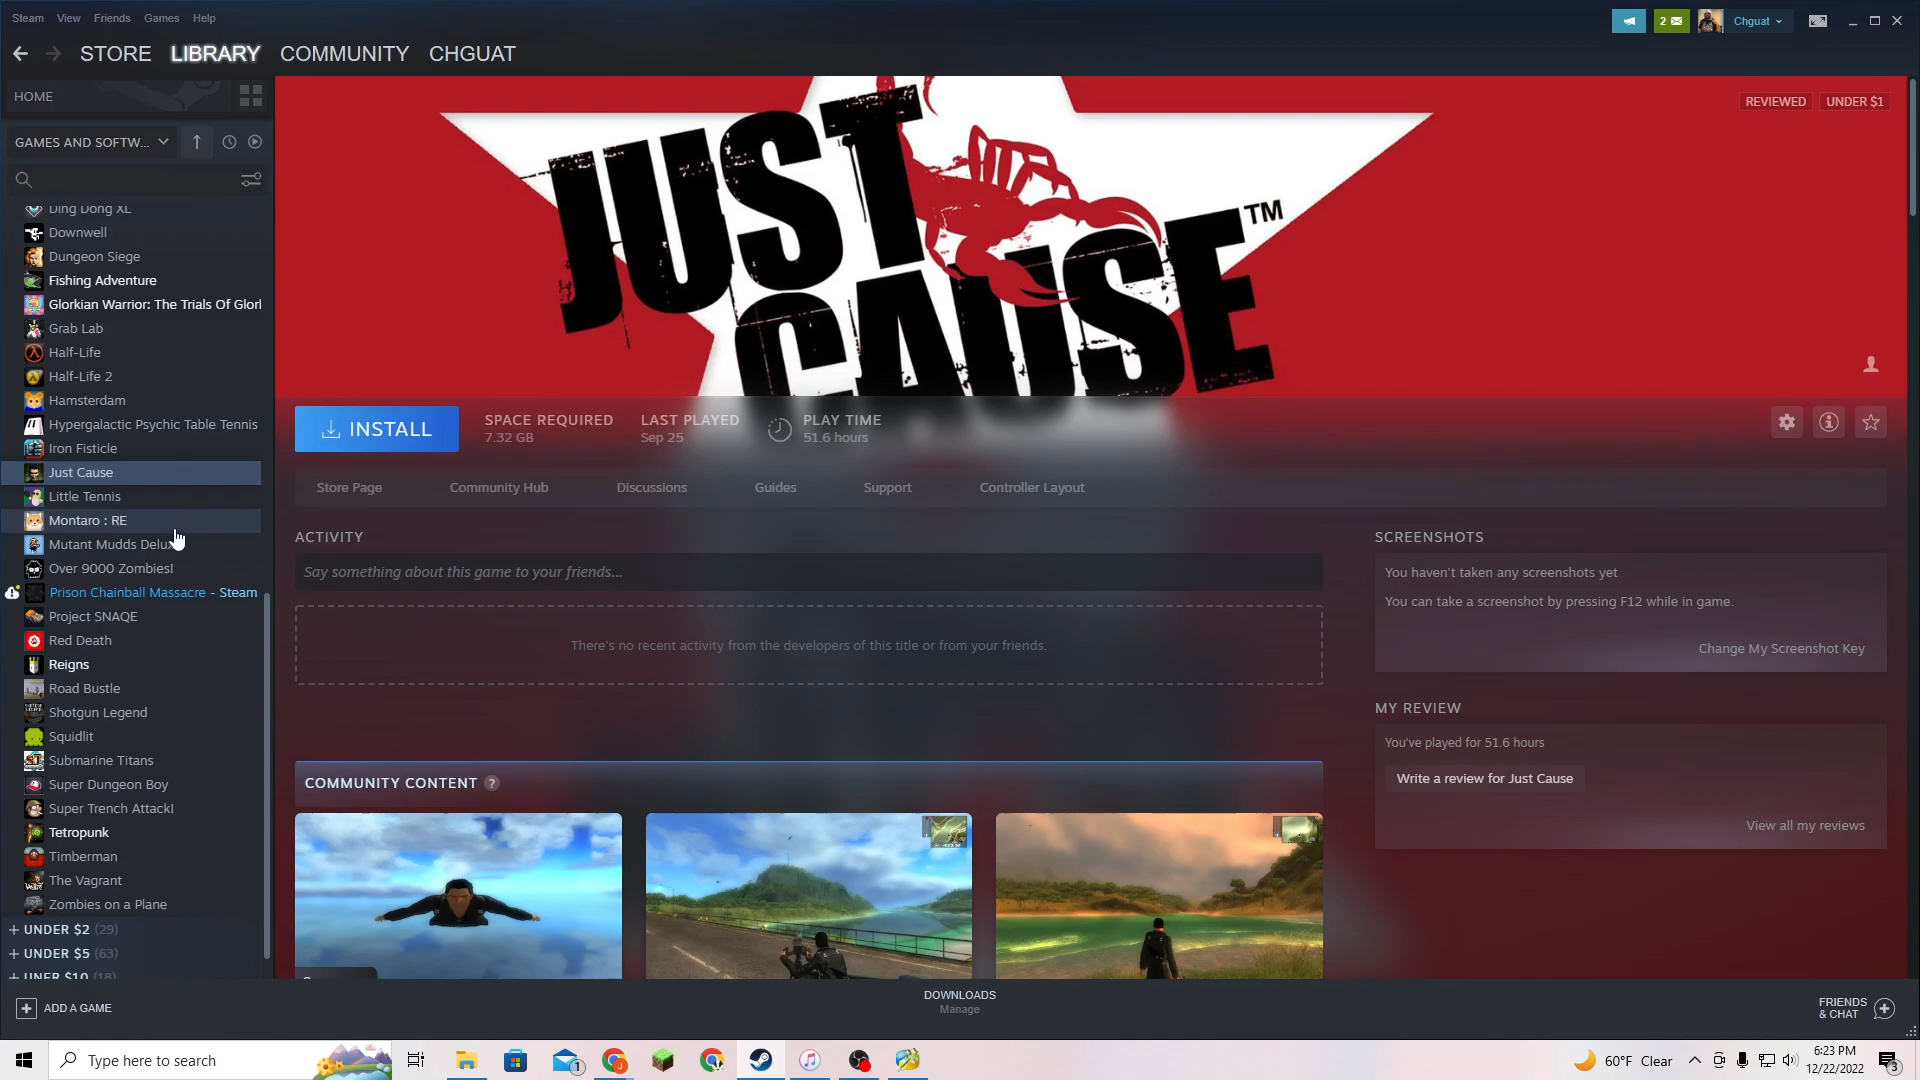 Steam View Friends Games Help
2
Chguat
STORE LIBRARY COMMUNITY CHGUAT
HOME
GAMES AND SOFTW...
Ding Dong XL
Downwell
Dungeon Siege
Fishing Adventure
Glorkian Warrior: The Trials Of Glorl
Grab Lab
Half-Life
Half-Life 2
Hamsterdam
Hypergalactic Psychic Table Tennis
Iron Fisticle
Just Cause
Little Tennis
Montaro : RE
Mutant Mudds Delu
Over 9000 Zombies!
Prison Chainball Massacre - Steam
Project SNAQE
Red Death
Reigns
Road Bustle
Shotgun Legend
Squidlit
Submarine Titans
Super Dungeon Boy
Super Trench Attack!
Tetropunk
Timberman
The Vagrant
Zombies on a Plane
+ UNDER $2 (29)
+ UNDER $5 (63)
+ UNER $10 (18)
+ ADD A GAME
REVIEWED UNDER $1
JUST
CAUSE™
INSTALL
SPACE REQUIRED
7.32 GB
LAST PLAYED
Sep 25
PLAY TIME
51.6 hours
Store Page Community Hub Discussions Guides Support Controller Layout
ACTIVITY
Say something about this game to your friends...
There's no recent activity from the developers of this title or from your friends.
COMMUNITY CONTENT ?
SCREENSHOTS
You haven't taken any screenshots yet
You can take a screenshot by pressing F12 while in game.
Change My Screenshot Key
MY REVIEW
You've played for 51.6 hours
Write a review for Just Cause
View all my reviews
DOWNLOADS
Manage
FRIENDS
& CHAT
Type here to search
1
60°F Clear
6:23 PM
12/22/2022
3